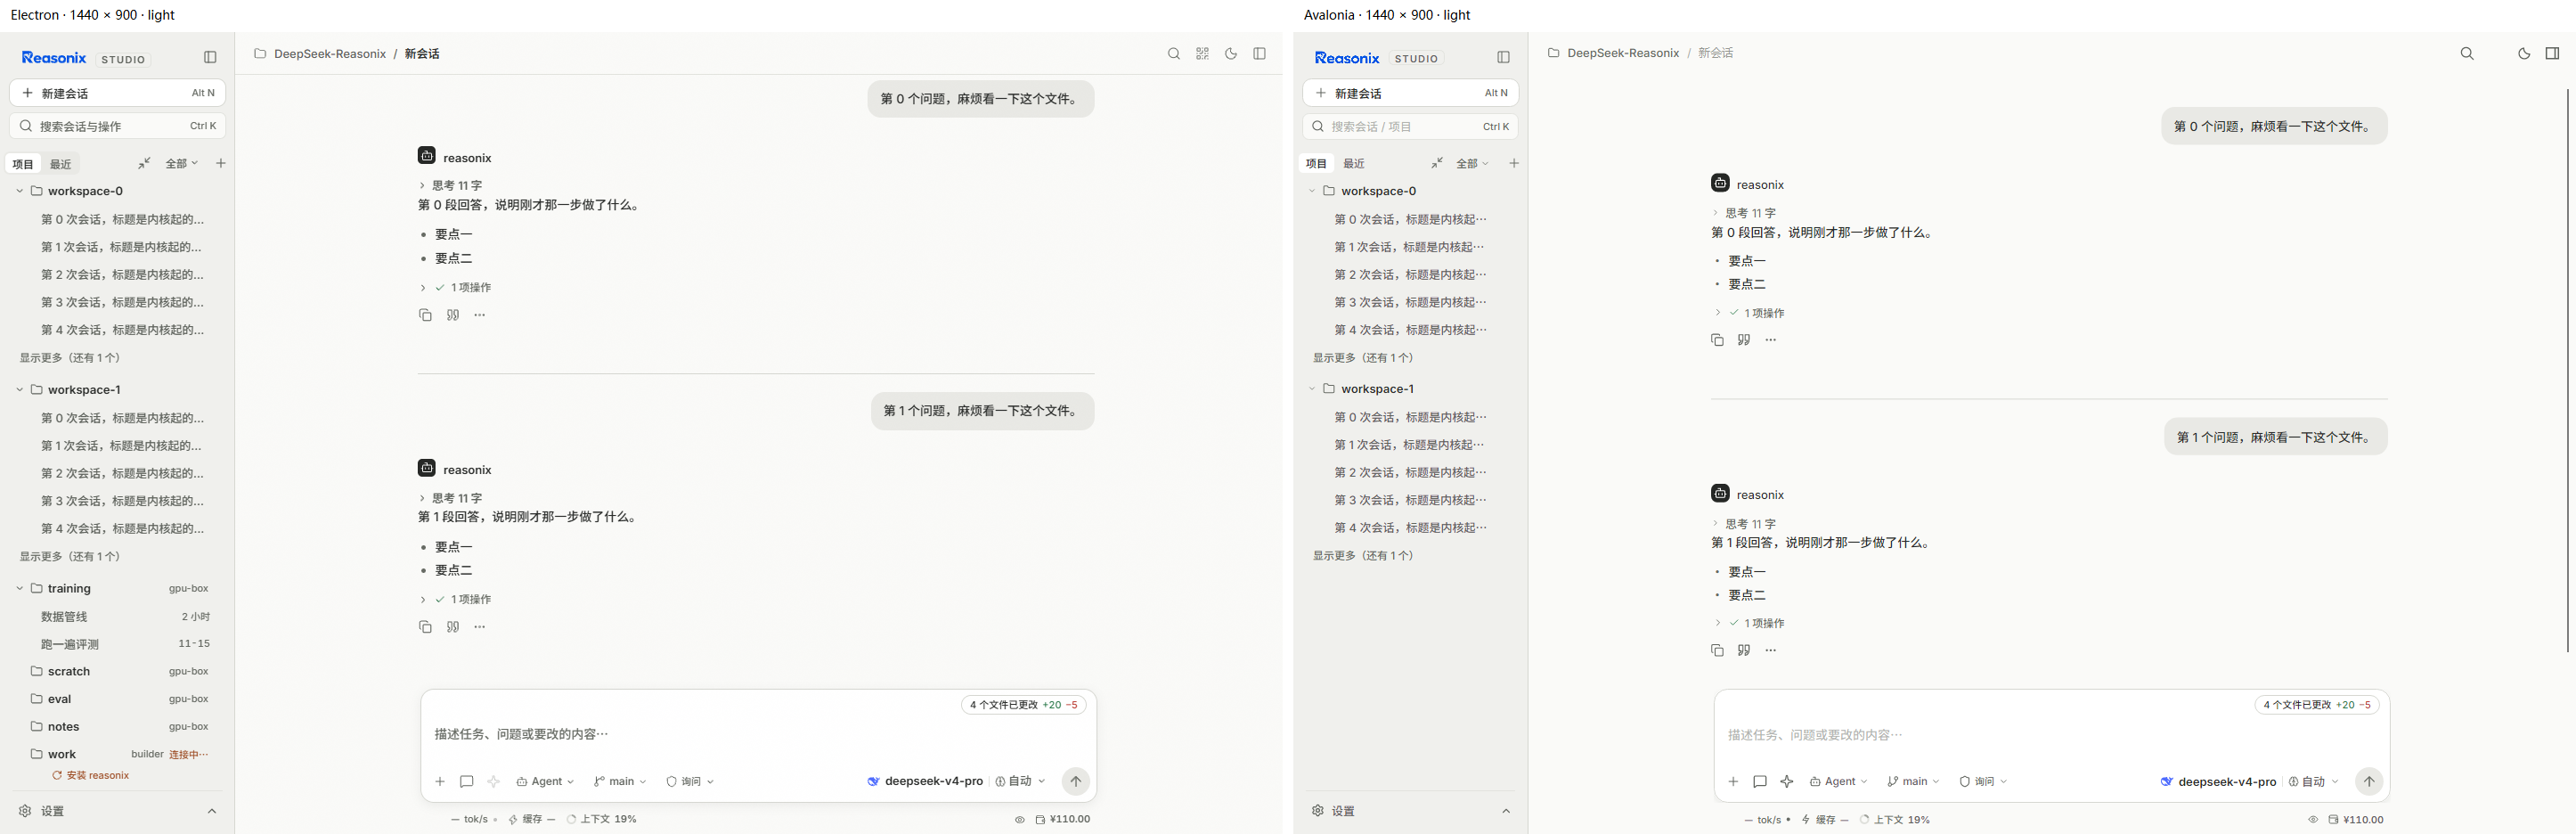 Electron · 1440 × 900 · light
Reasonix STUDIO
新建会话 Alt N
搜索会话与操作 Ctrl K
项目 最近 全部
workspace-0
第 0 次会话，标题是内核起的...
第 1 次会话，标题是内核起的...
第 2 次会话，标题是内核起的...
第 3 次会话，标题是内核起的...
第 4 次会话，标题是内核起的...
显示更多（还有 1 个）
workspace-1
第 0 次会话，标题是内核起的...
第 1 次会话，标题是内核起的...
第 2 次会话，标题是内核起的...
第 3 次会话，标题是内核起的...
第 4 次会话，标题是内核起的...
显示更多（还有 1 个）
training gpu-box
数据管线 2 小时
跑一遍评测 11-15
scratch gpu-box
eval gpu-box
notes gpu-box
work builder 连接中…
安装 reasonix
设置
DeepSeek-Reasonix / 新会话
第 0 个问题，麻烦看一下这个文件。
reasonix
思考 11 字
第 0 段回答，说明刚才那一步做了什么。
• 要点一
• 要点二
1 项操作
第 1 个问题，麻烦看一下这个文件。
reasonix
思考 11 字
第 1 段回答，说明刚才那一步做了什么。
• 要点一
• 要点二
1 项操作
4 个文件已更改 +20 −5
描述任务、问题或要改的内容…
Agent main 询问 deepseek-v4-pro 自动
— tok/s • 缓存 — 上下文 19% ¥110.00
Avalonia · 1440 × 900 · light
Reasonix STUDIO
新建会话 Alt N
搜索会话 / 项目 Ctrl K
项目 最近 全部
workspace-0
第 0 次会话，标题是内核起…
第 1 次会话，标题是内核起…
第 2 次会话，标题是内核起…
第 3 次会话，标题是内核起…
第 4 次会话，标题是内核起…
显示更多（还有 1 个）
workspace-1
第 0 次会话，标题是内核起…
第 1 次会话，标题是内核起…
第 2 次会话，标题是内核起…
第 3 次会话，标题是内核起…
第 4 次会话，标题是内核起…
显示更多（还有 1 个）
设置
DeepSeek-Reasonix / 新会话
第 0 个问题，麻烦看一下这个文件。
reasonix
思考 11 字
第 0 段回答，说明刚才那一步做了什么。
• 要点一
• 要点二
1 项操作
第 1 个问题，麻烦看一下这个文件。
reasonix
思考 11 字
第 1 段回答，说明刚才那一步做了什么。
• 要点一
• 要点二
1 项操作
4 个文件已更改 +20 −5
描述任务、问题或要改的内容…
Agent main 询问 deepseek-v4-pro 自动
— tok/s • 缓存 — 上下文 19% ¥110.00